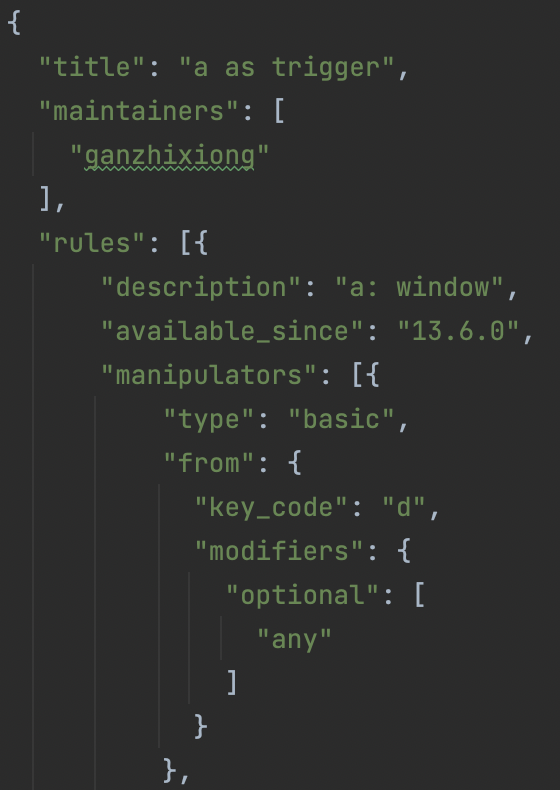 {
  "title": "a as trigger",
  "maintainers": [
    "ganzhixiong"
  ],
  "rules": [{
      "description": "a: window",
      "available_since": "13.6.0",
      "manipulators": [{
          "type": "basic",
          "from": {
            "key_code": "d",
            "modifiers": {
              "optional": [
                "any"
              ]
            }
          },